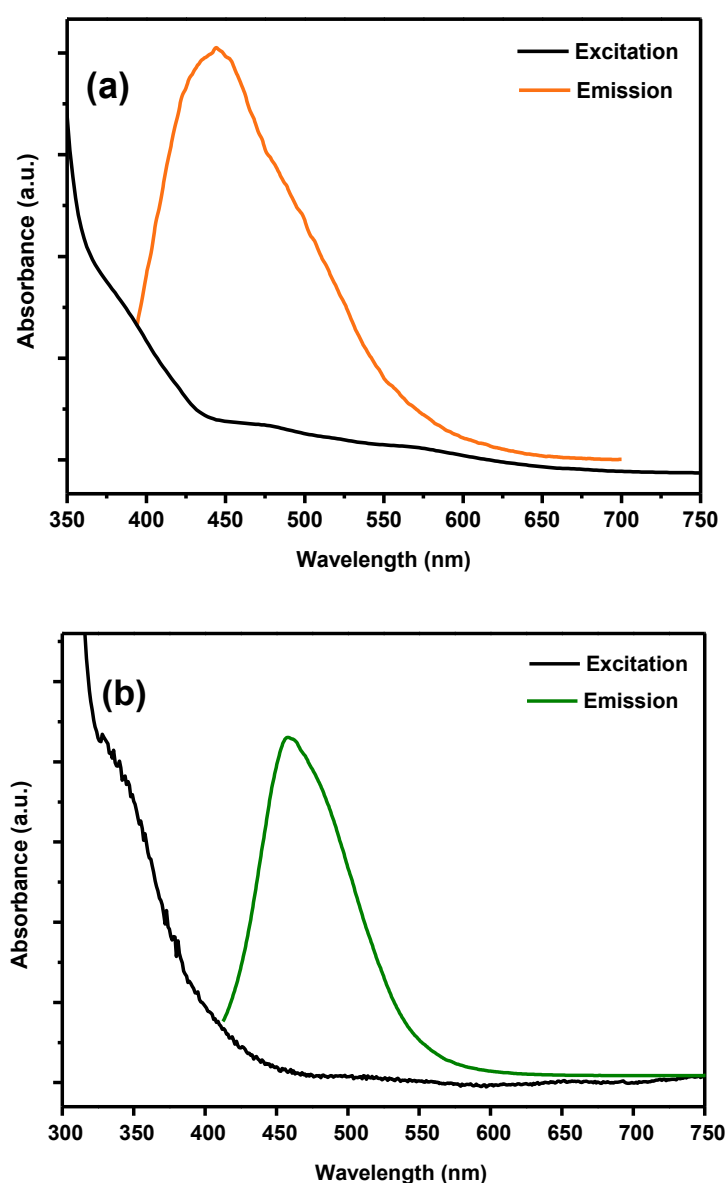 (a)
Excitation
Emission
Absorbance (a.u.)
350 400 450 500 550 600 650 700 750
Wavelength (nm)
(b)
Excitation
Emission
Absorbance (a.u.)
300 350 400 450 500 550 600 650 700 750
Wavelength (nm)